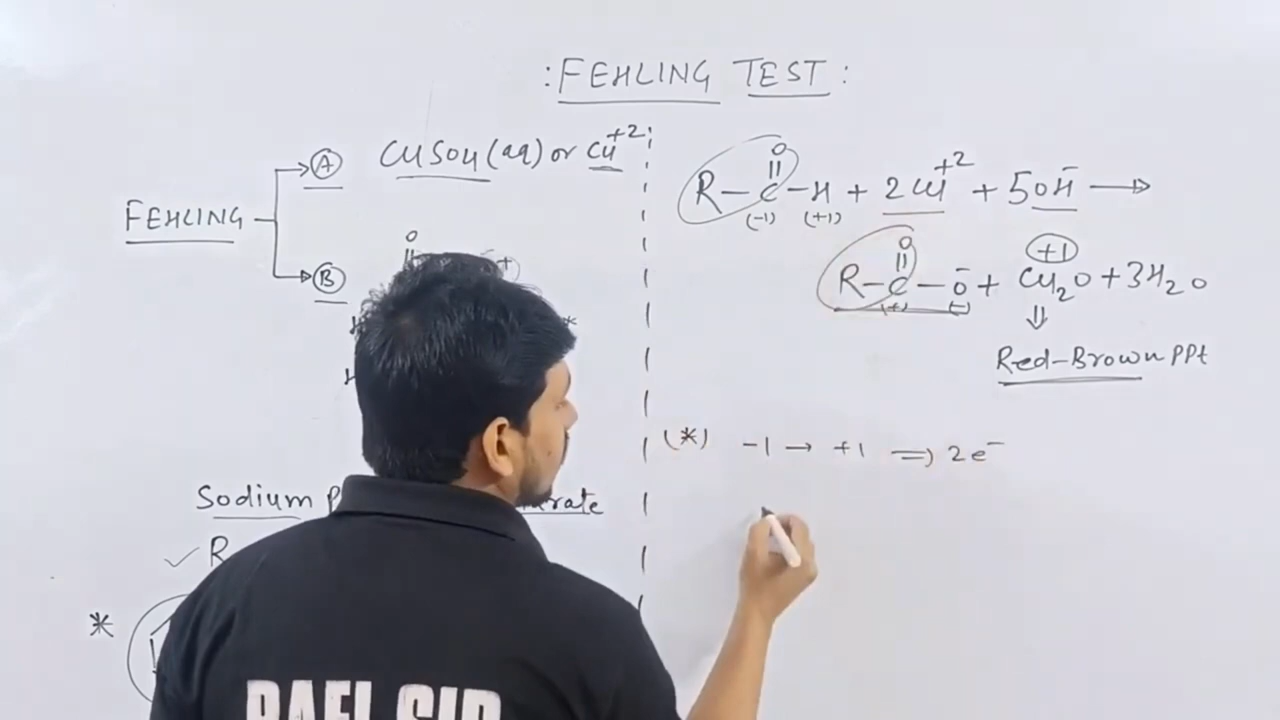 : FEHLING TEST :
FEHLING
A CuSO4 (aq) or Cu+2
B
O
Sodium P
rate
✓ R
*
O
R – C – H + 2Cu+2 + 5OH- →
(-1) (+1)
O +1
R – C – O- + Cu2O + 3H2O
(+1) (-)
⇓
Red-Brown PPt
(*) -1 → +1 ⇒ 2e-